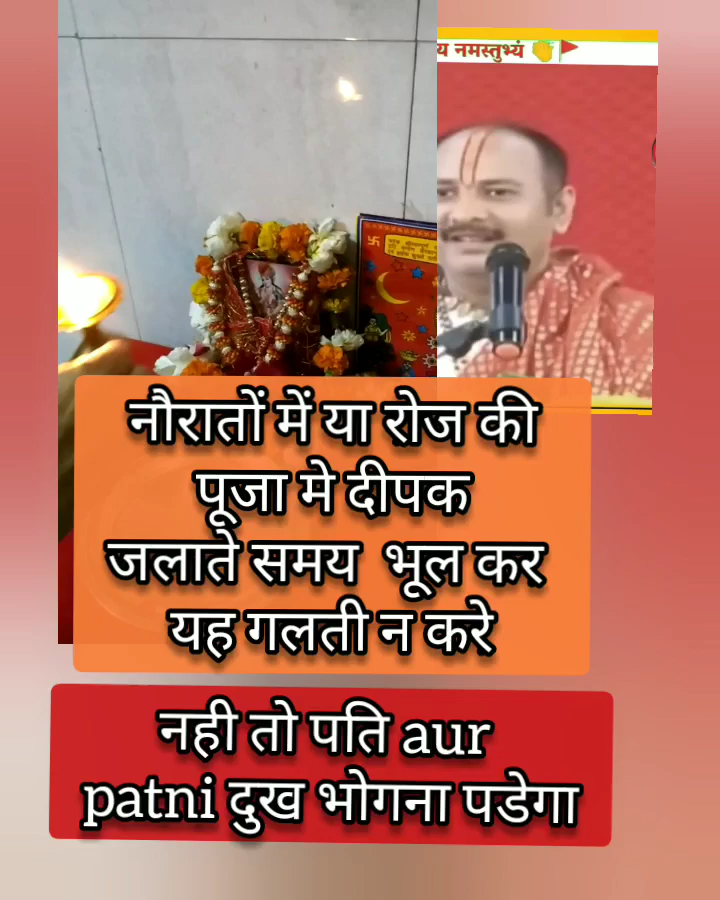 य नमस्तुभ्यं
नौरातों में या रोज की
पूजा मे दीपक
जलाते समय भूल कर
यह गलती न करे
नही तो पति aur
patni दुख भोगना पडेगा